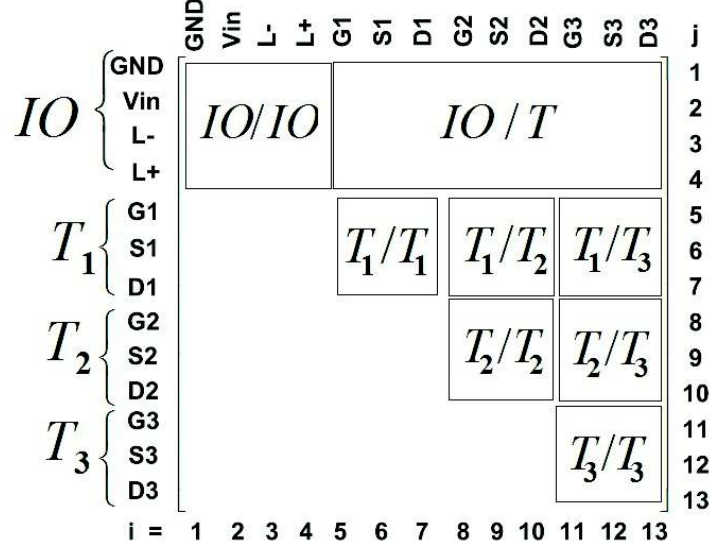 GND Vin L- L+ G1 S1 D1 G2 S2 D2 G3 S3 D3 j
GND 1
IO Vin IO/IO IO/T 2
L- 3
L+ 4
G1 5
T1 S1 T1/T1 T1/T2 T1/T3 6
D1 7
G2 8
T2 S2 T2/T2 T2/T3 9
D2 10
G3 11
T3 S3 T3/T3 12
D3 13
i = 1 2 3 4 5 6 7 8 9 10 11 12 13